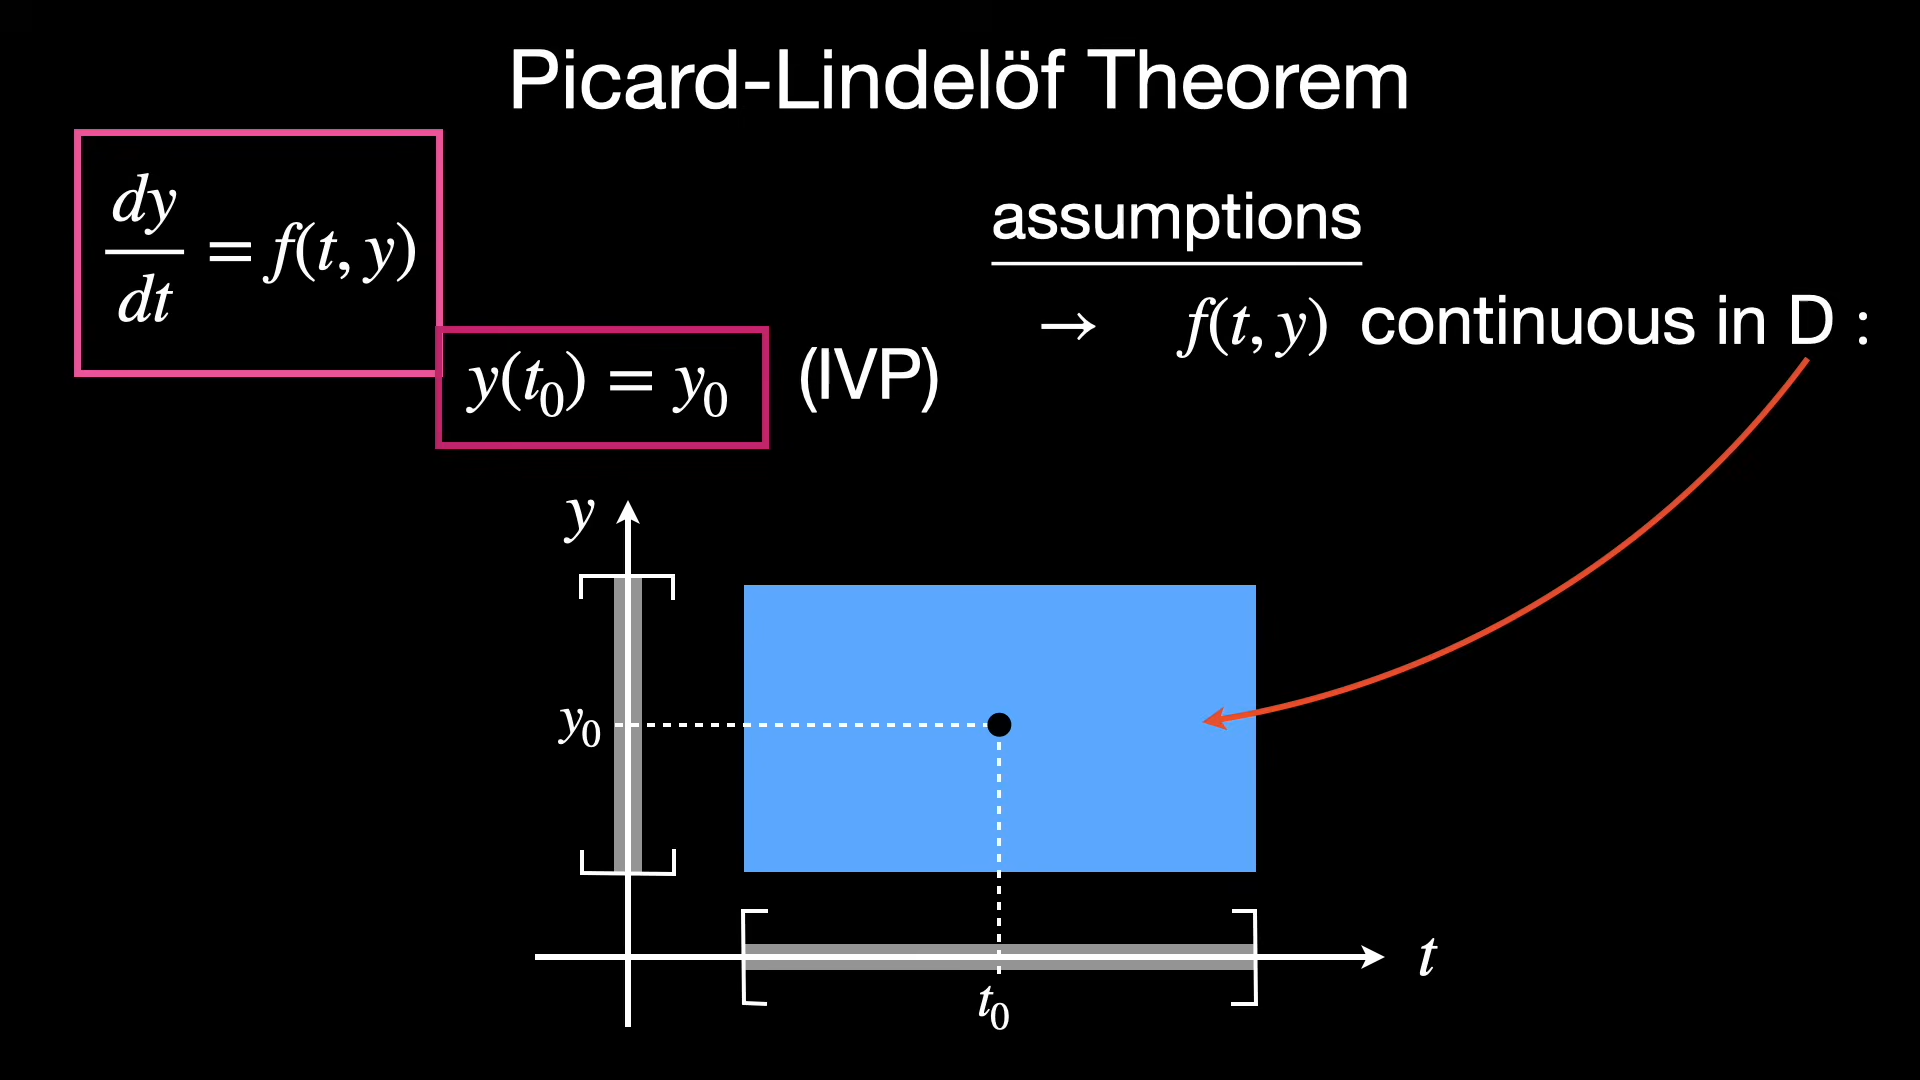 Picard-Lindelöf Theorem
dy/dt = f(t, y)
y(t₀) = y₀ (IVP)
assumptions
→ f(t, y) continuous in D :
y
y₀
t
t₀